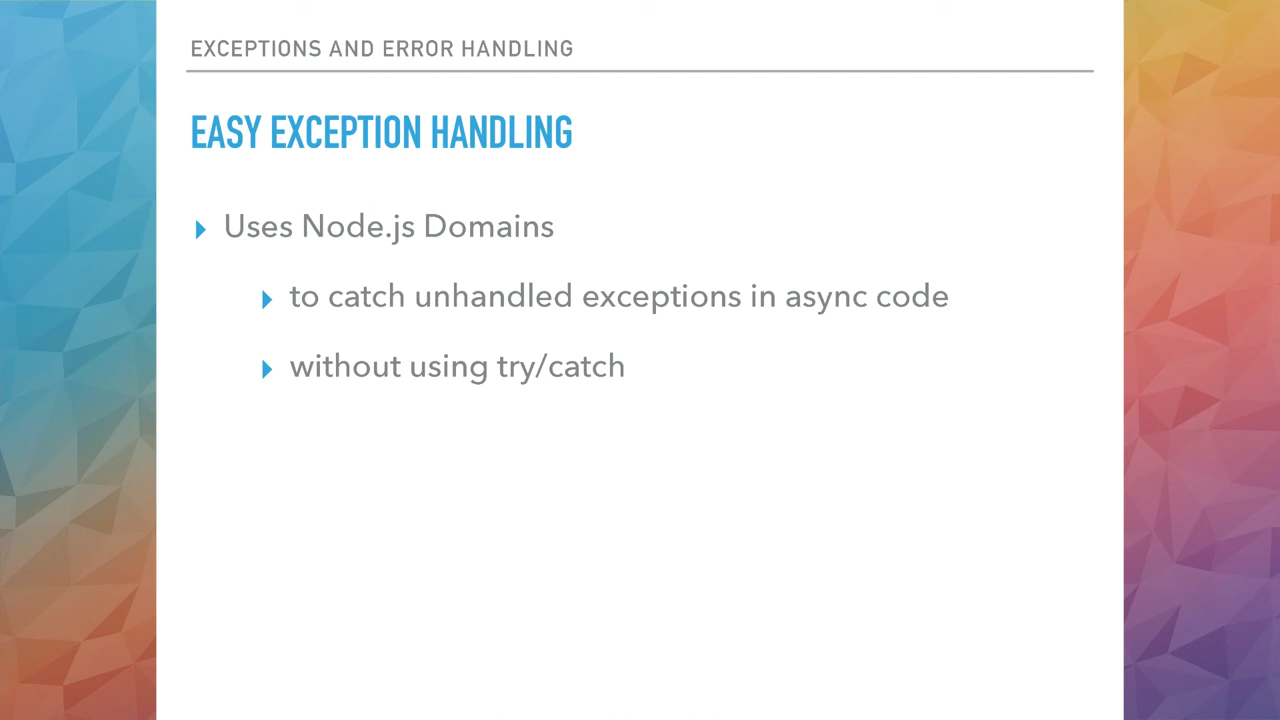 EXCEPTIONS AND ERROR HANDLING
EASY EXCEPTION HANDLING
Uses Node.js Domains
to catch unhandled exceptions in async code
without using try/catch